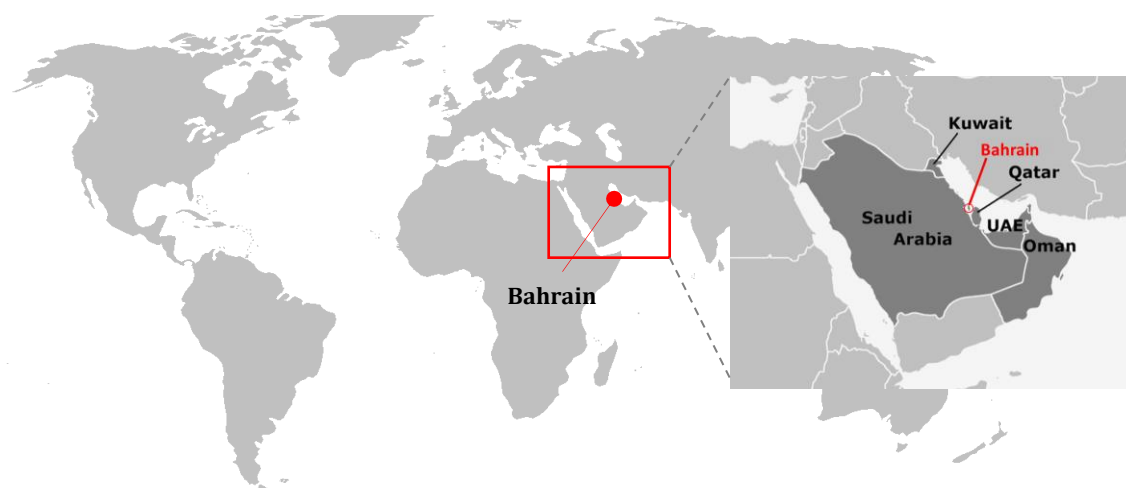 Kuwait
Bahrain
Qatar
Saudi
Arabia
UAE
Oman
Bahrain